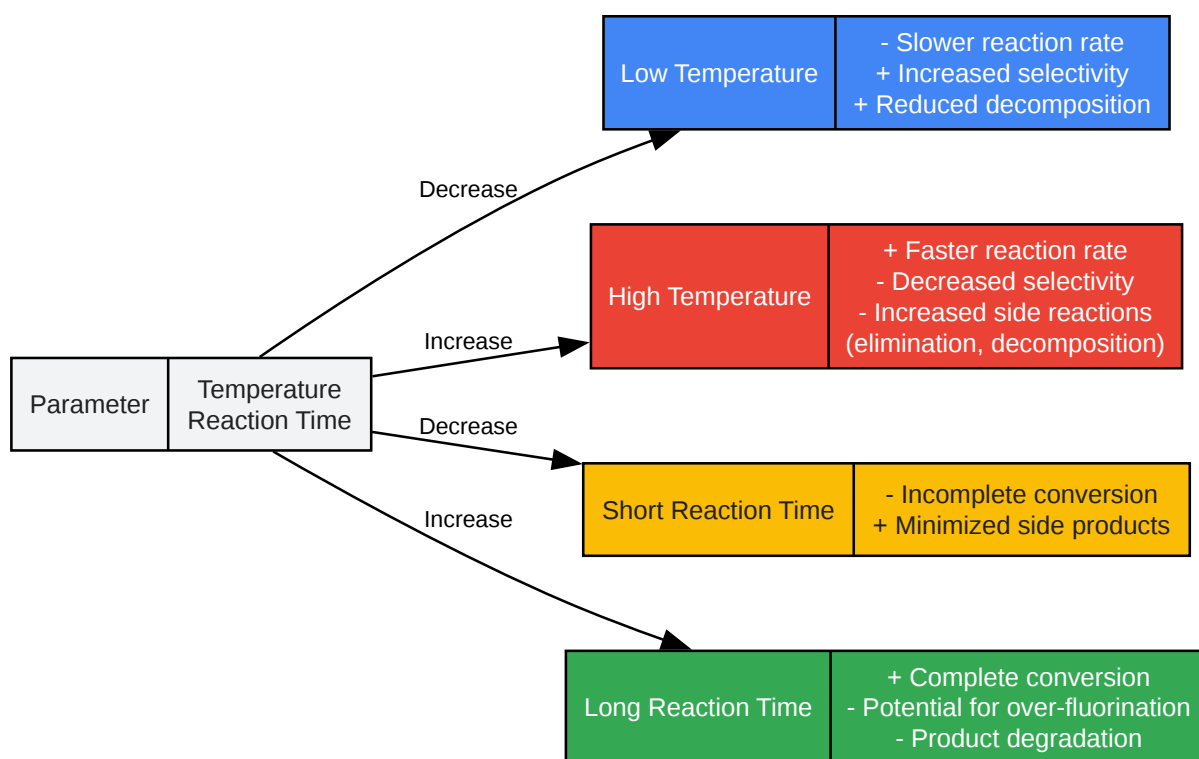 Low Temperature
- Slower reaction rate
+ Increased selectivity
+ Reduced decomposition
Decrease
High Temperature
+ Faster reaction rate
- Decreased selectivity
- Increased side reactions
(elimination, decomposition)
Increase
Parameter
Temperature
Reaction Time
Decrease
Short Reaction Time
- Incomplete conversion
+ Minimized side products
Increase
Long Reaction Time
+ Complete conversion
- Potential for over-fluorination
- Product degradation